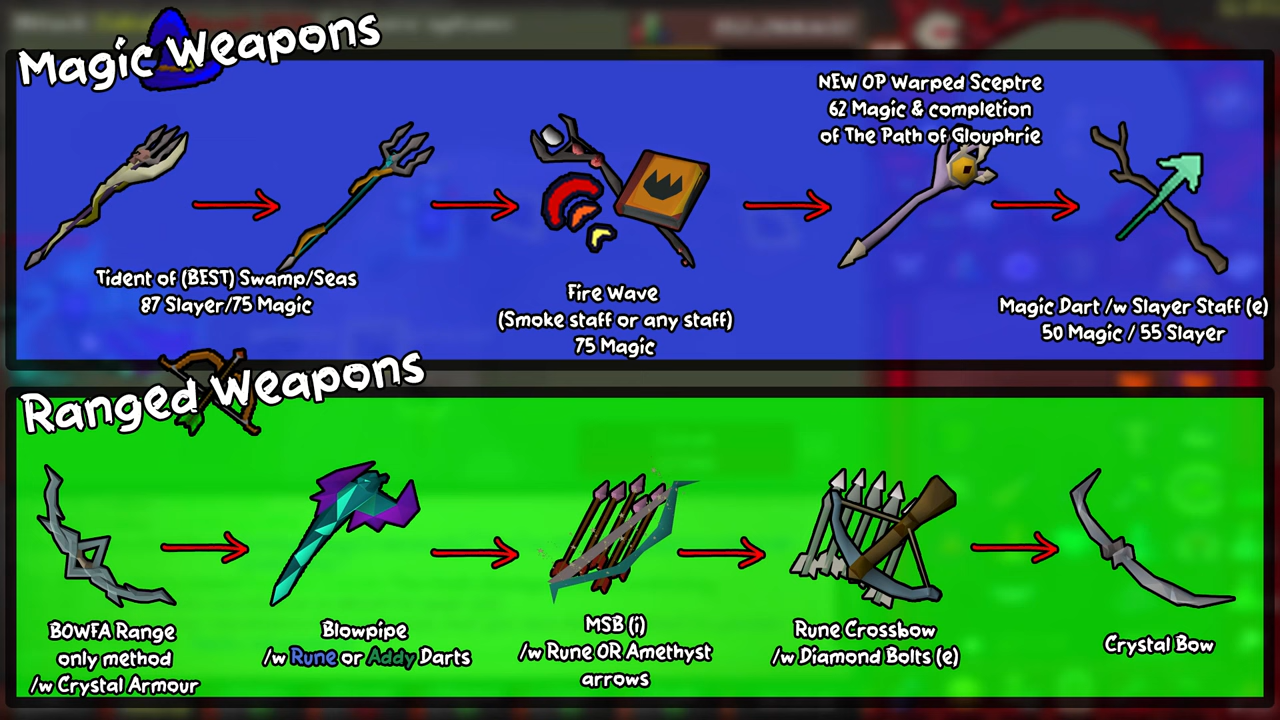 Magic Weapons
NEW OP Warped Sceptre
62 Magic & completion
of The Path of Glouphrie
Tident of (BEST) Swamp/Seas
87 Slayer/75 Magic
Fire Wave
(Smoke staff or any staff)
75 Magic
Magic Dart /w Slayer Staff (e)
50 Magic / 55 Slayer
Ranged Weapons
BOWFA Range
only method
/w Crystal Armour
Blowpipe
/w Rune or Addy Darts
MSB (i)
/w Rune OR Amethyst
arrows
Rune Crossbow
/w Diamond Bolts (e)
Crystal Bow